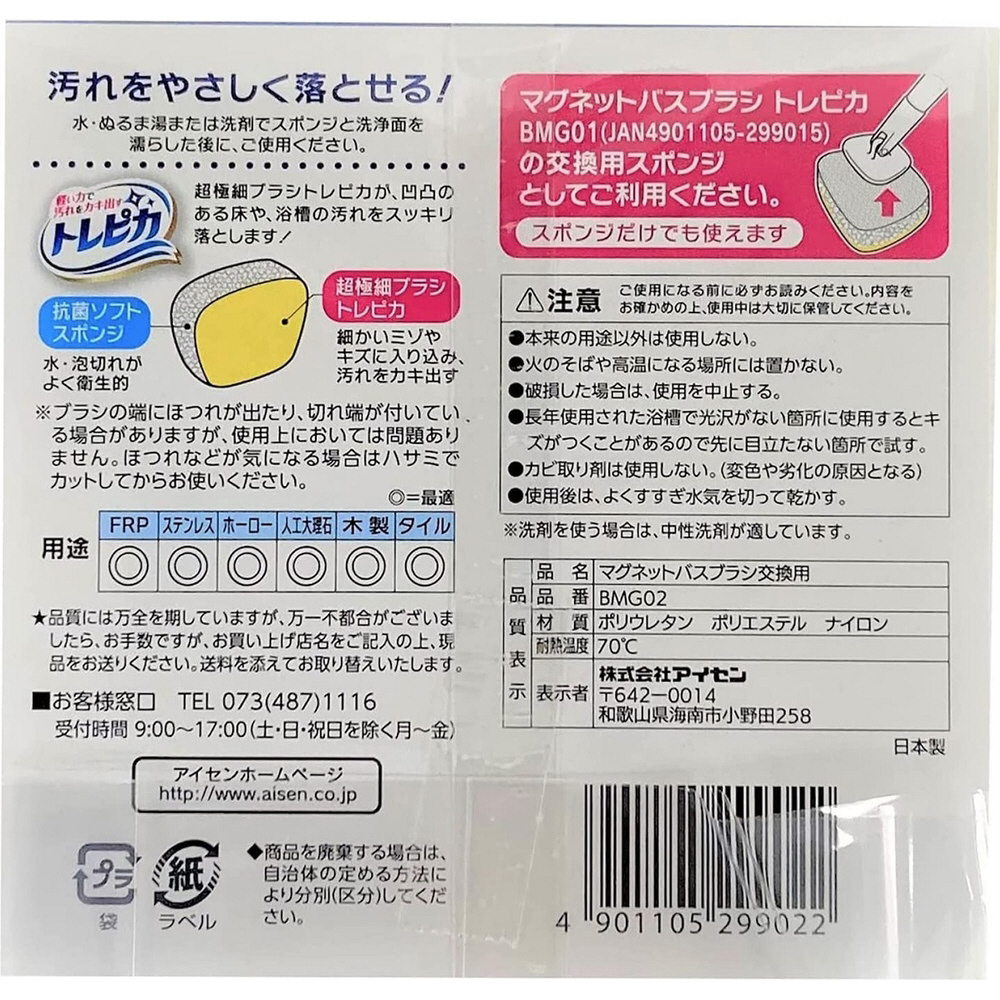 汚れをやさしく落とせる!
水・ぬるま湯または洗剤でスポンジと洗浄面を
濡らした後に、ご使用ください。
軽い力で
汚れをカキ出す
トレピカ
超極細ブラシトレピカが、凹凸の
ある床や、浴槽の汚れをスッキリ
落とします!
抗菌ソフト
スポンジ
水・泡切れが
よく衛生的
超極細ブラシ
トレピカ
細かいミゾや
キズに入り込み、
汚れをカキ出す
※ブラシの端にほつれが出たり、切れ端が付いてい
る場合がありますが、使用上においては問題あり
ません。ほつれなどが気になる場合はハサミで
カットしてからお使いください。
◎=最適
用途
FRP ステンレス ホーロー 人工大理石 木製 タイル
◎ ◎ ◎ ◎ ◎ ◎
★品質には万全を期していますが、万一不都合がございま
したら、お手数ですが、お買い上げ店名をご記入の上、現
品をお送りください。送料を添えてお取り替えいたします。
■お客様窓口 TEL 073(487)1116
受付時間 9:00〜17:00(土・日・祝日を除く月〜金)
アイセンホームページ
http://www.aisen.co.jp
プラ
袋
紙
ラベル
◆商品を廃棄する場合は、
自治体の定める方法に
より分別(区分)してくだ
さい。
マグネットバスブラシ トレピカ
BMG01(JAN4901105-299015)
の交換用スポンジ
としてご利用ください。
スポンジだけでも使えます
⚠注意
ご使用になる前に必ずお読みください。内容を
お確かめの上、使用中は大切に保管してください。
●本来の用途以外は使用しない。
●火のそばや高温になる場所には置かない。
●破損した場合は、使用を中止する。
●長年使用された浴槽で光沢がない箇所に使用するとキ
ズがつくことがあるので先に目立たない箇所で試す。
●カビ取り剤は使用しない。(変色や劣化の原因となる)
●使用後は、よくすすぎ水気を切って乾かす。
※洗剤を使う場合は、中性洗剤が適しています。
品質表示
品名 マグネットバスブラシ交換用
品番 BMG02
材質 ポリウレタン ポリエステル ナイロン
耐熱温度 70℃
表示者 株式会社アイセン
〒642-0014
和歌山県海南市小野田258
日本製
4 901105 299022